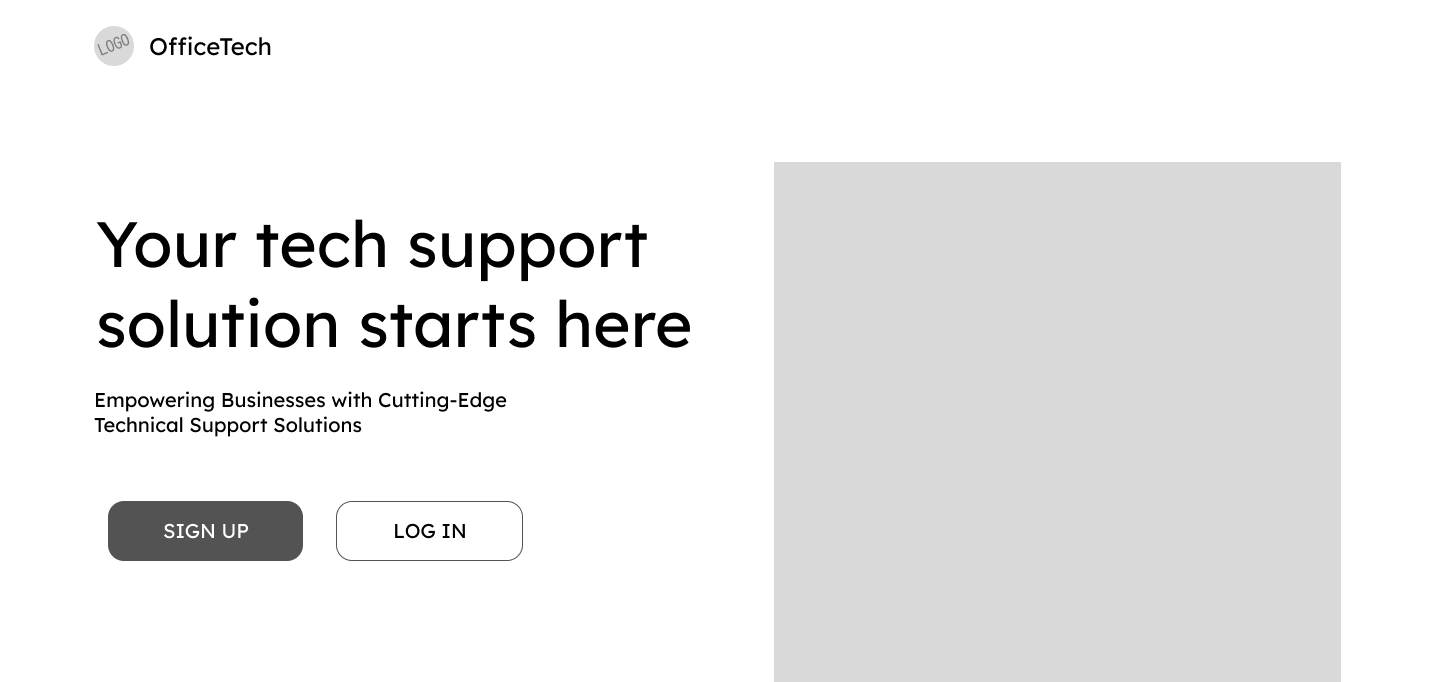 LOGO
OfficeTech
Your tech support
solution starts here
Empowering Businesses with Cutting-Edge
Technical Support Solutions
SIGN UP
LOG IN